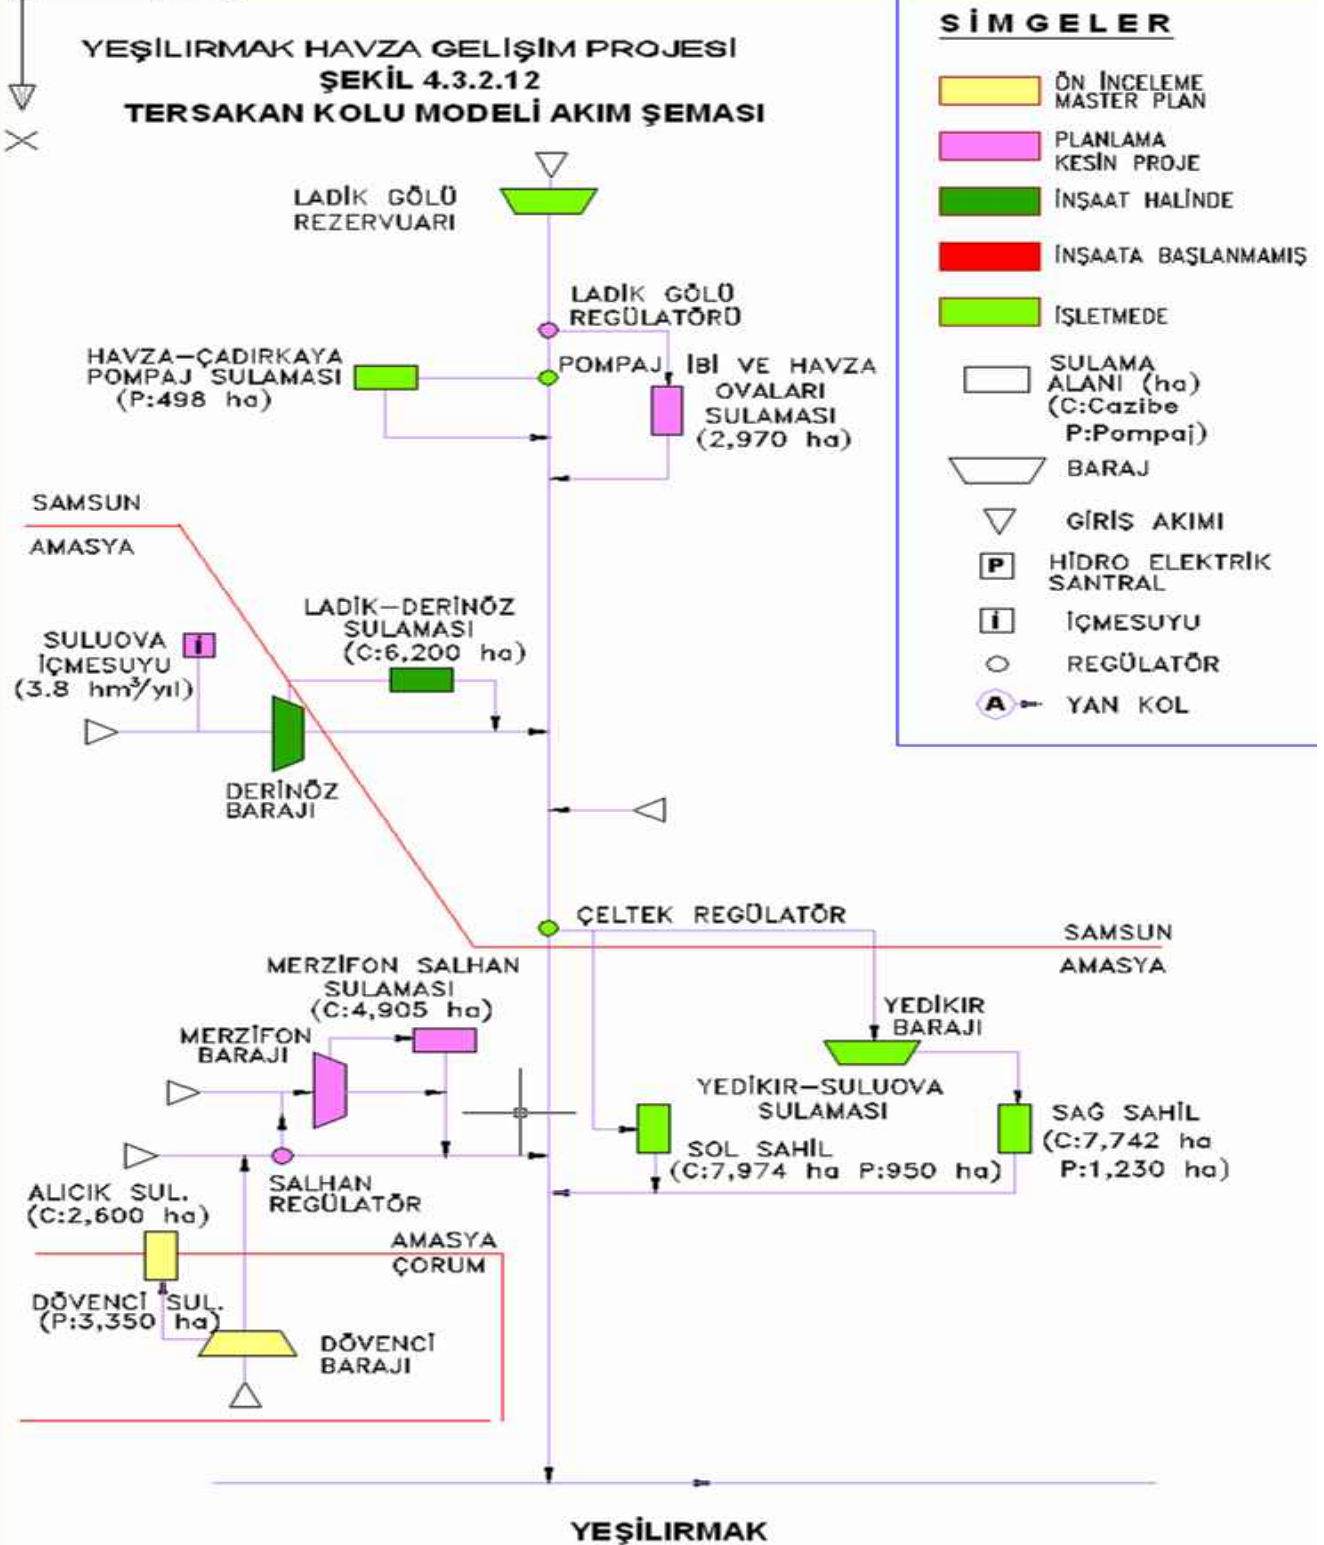 YEŞİLIRMAK HAVZA GELİŞİM PROJESİ
ŞEKİL 4.3.2.12
TERSAKAN KOLU MODELİ AKIM ŞEMASI
LADİK GÖLÜ
REZERVUARI
LADİK GÖLÜ
REGÜLATÖRÜ
HAVZA-ÇADIRKAYA
POMPAJ SULAMASI
(P:498 ha)
POMPAJ
İBİ VE HAVZA
OVALARI
SULAMASI
(2,970 ha)
SAMSUN
AMASYA
LADİK-DERİNÖZ
SULAMASI
(C:6,200 ha)
SULUOVA
İÇMESUYU
(3.8 hm³/yıl)
İ
DERİNÖZ
BARAJI
ÇELTEK REGÜLATÖR
SAMSUN
AMASYA
MERZİFON SALHAN
SULAMASI
(C:4,905 ha)
MERZİFON
BARAJI
YEDİKIR
BARAJI
YEDİKIR-SULUOVA
SULAMASI
SOL SAHİL
(C:7,974 ha P:950 ha)
SAĞ SAHİL
(C:7,742 ha
P:1,230 ha)
SALHAN
REGÜLATÖR
ALICIK SUL.
(C:2,600 ha)
AMASYA
ÇORUM
DÖVENCİ SUL.
(P:3,350 ha)
DÖVENCİ
BARAJI
YEŞİLIRMAK
SİMGELER
ÖN İNCELEME
MASTER PLAN
PLANLAMA
KESİN PROJE
İNŞAAT HALİNDE
İNŞAATA BAŞLANMAMIŞ
İŞLETMEDE
SULAMA
ALANI (ha)
(C:Cazibe
P:Pompaj)
BARAJ
GİRİŞ AKIMI
P
HİDRO ELEKTRİK
SANTRAL
İ
İÇMESUYU
REGÜLATÖR
A
YAN KOL